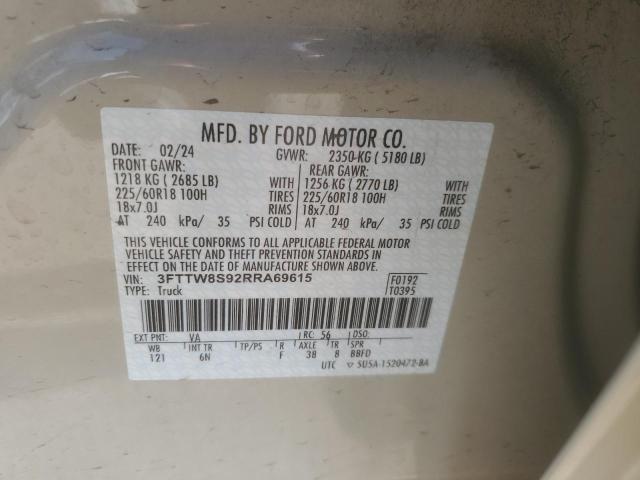 MFD. BY FORD MOTOR CO.
DATE: 02/24 GVWR: 2350 KG ( 5180 LB)
FRONT GAWR: REAR GAWR:
1218 KG ( 2685 LB) WITH 1256 KG ( 2770 LB) WITH
225/60R18 100H TIRES 225/60R18 100H TIRES
18x7.0J RIMS 18x7.0J RIMS
AT 240 kPa/ 35 PSI COLD AT 240 kPa/ 35 PSI COLD
THIS VEHICLE CONFORMS TO ALL APPLICABLE FEDERAL MOTOR
VEHICLE SAFETY AND THEFT PREVENTION STANDARDS IN
EFFECT ON THE DATE OF MANUFACTURE SHOWN ABOVE.
VIN: 3FTTW8S92RRA69615 F0192
TYPE: Truck T0395
EXT PNT: VA RC: 56 DSO:
WB INT TR TP/PS R AXLE TR SPR
121 6N F 38 8 BBFD
UTC ▽ 5U5A-1520472-BA